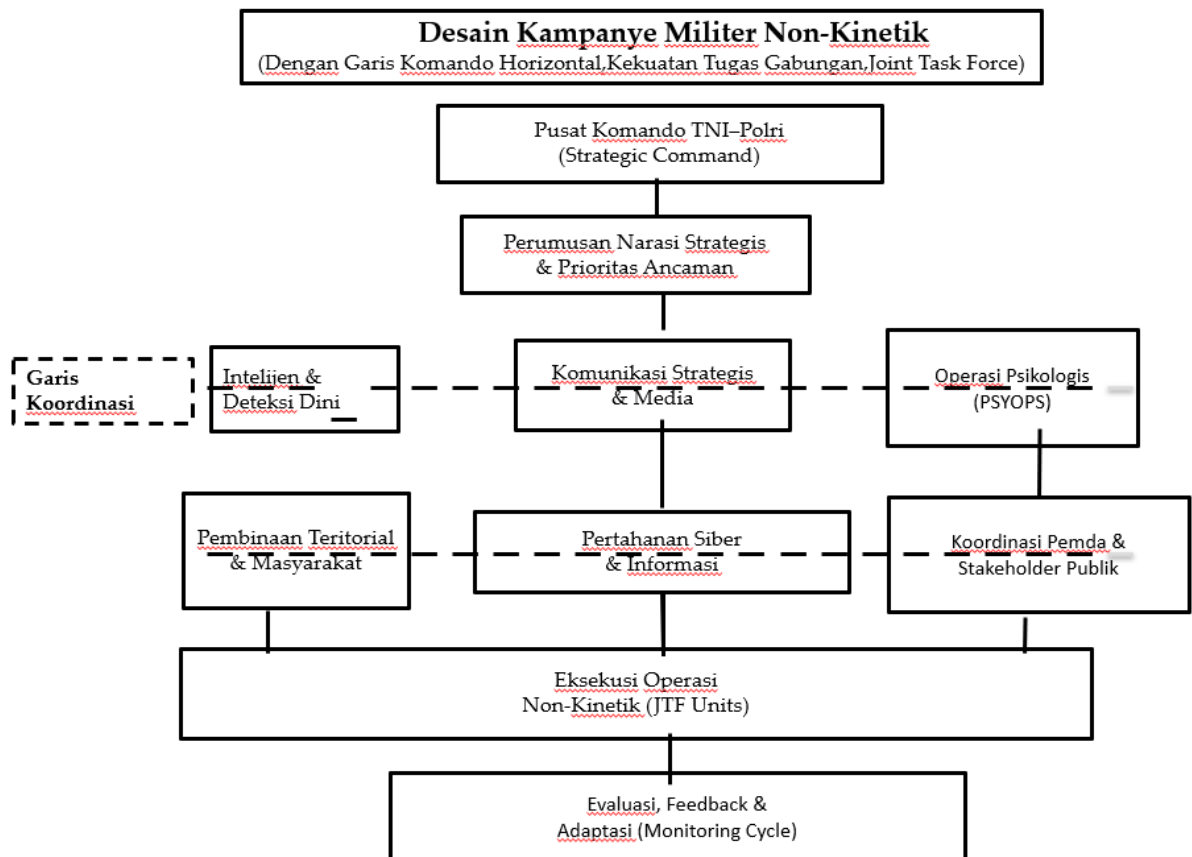 Desain Kampanye Militer Non-Kinetik
(Dengan Garis Komando Horizontal,Kekuatan Tugas Gabungan,Joint Task Force)
Pusat Komando TNI–Polri
(Strategic Command)
Perumusan Narasi Strategis
& Prioritas Ancaman
Garis
Koordinasi
Intelijen &
Deteksi Dini
Komunikasi Strategis
& Media
Operasi Psikologis
(PSYOPS)
Pembinaan Teritorial
& Masyarakat
Pertahanan Siber
& Informasi
Koordinasi Pemda &
Stakeholder Publik
Eksekusi Operasi
Non-Kinetik (JTF Units)
Evaluasi, Feedback &
Adaptasi (Monitoring Cycle)